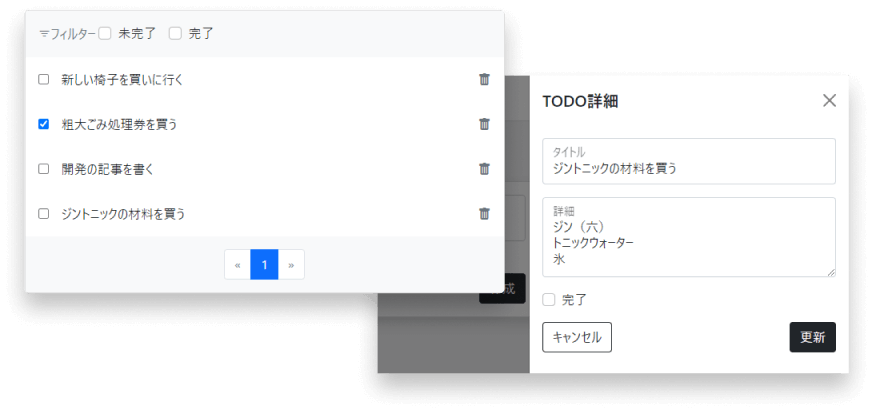 フィルター 未完了 完了
新しい椅子を買いに行く
粗大ごみ処理券を買う
開発の記事を書く
ジントニックの材料を買う
« 1 »
成
TODO詳細
タイトル
ジントニックの材料を買う
詳細
ジン（六）
トニックウォーター
氷
完了
キャンセル 更新